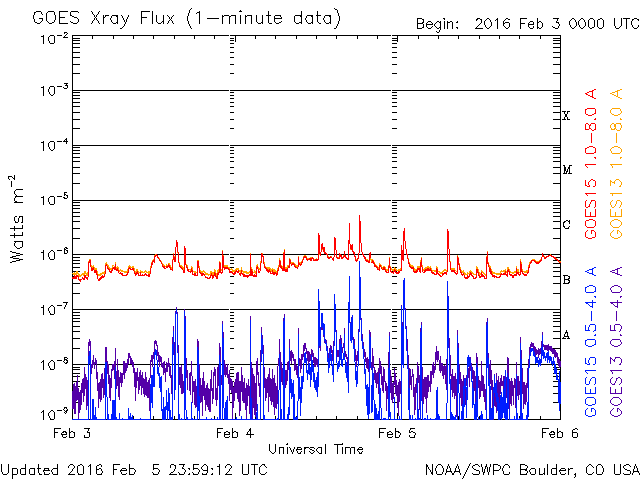 GOES Xray Flux (1-minute data)
Begin: 2016 Feb 3 0000 UTC
10⁻²
10⁻³
10⁻⁴
10⁻⁵
10⁻⁶
10⁻⁷
10⁻⁸
10⁻⁹
Watts m⁻²
X
M
C
B
A
GOES15 1.0-8.0 A
GOES13 1.0-8.0 A
GOES15 0.5-4.0 A
GOES13 0.5-4.0 A
Feb 3 Feb 4 Feb 5 Feb 6
Universal Time
Updated 2016 Feb 5 23:59:12 UTC
NOAA/SWPC Boulder, CO USA